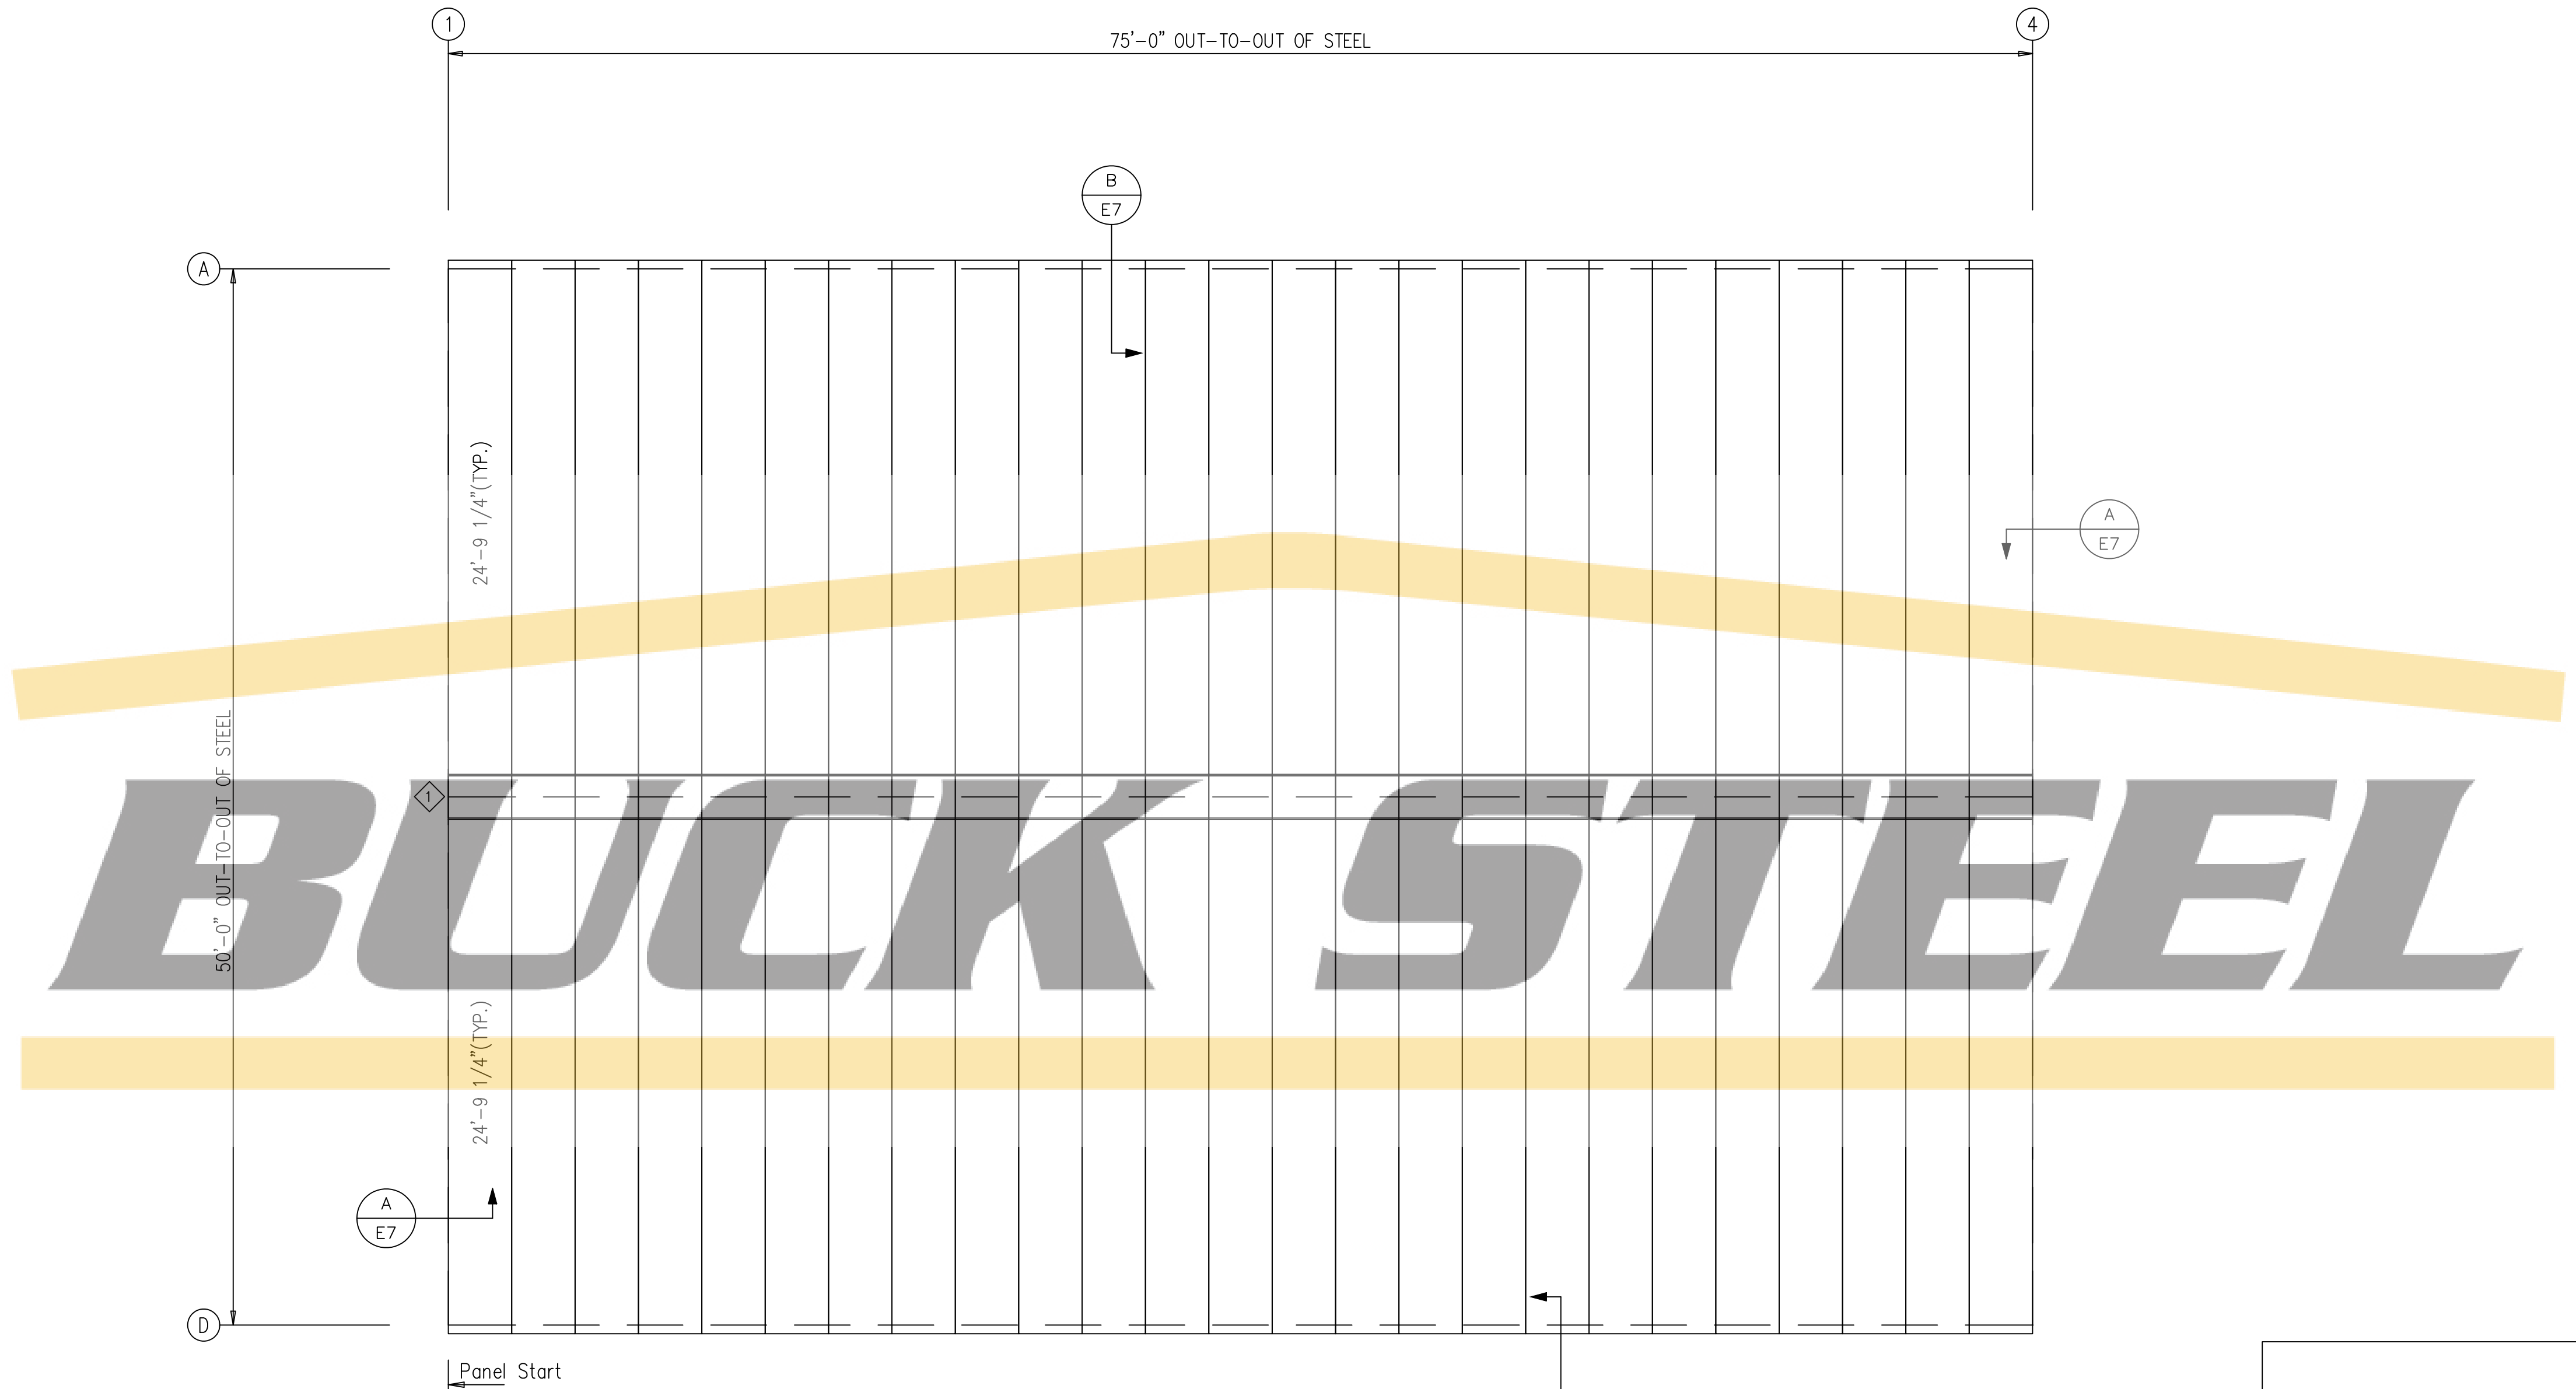 1
4
75'-0" OUT-TO-OUT OF STEEL
B
E7
A
24'-9 1/4"(TYP.)
A
E7
50'-0" OUT-TO-OUT OF STEEL
1
BUCK STEEL
24'-9 1/4"(TYP.)
A
E7
D
Panel Start